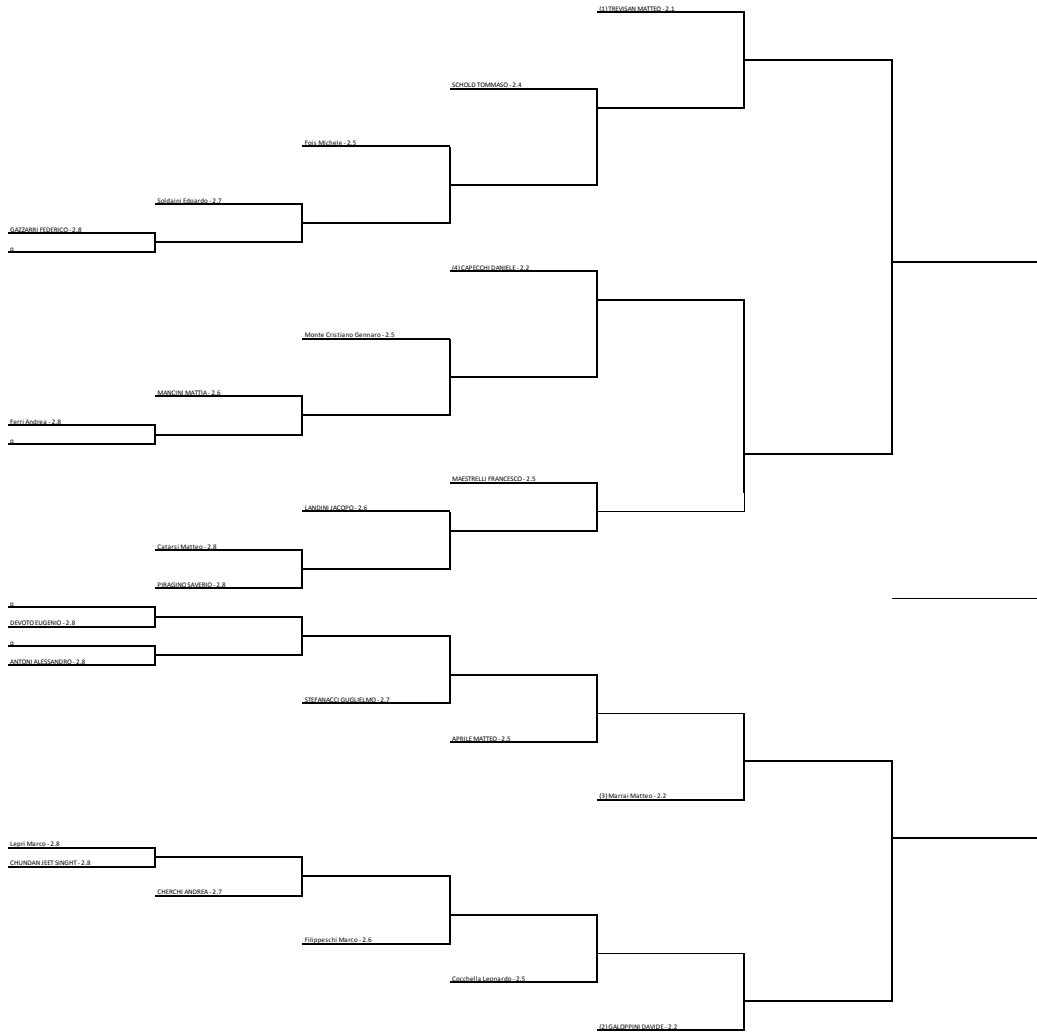 (1) TREVISAN MATTEO - 2.1
SCHOLD TOMMASO - 2.4
Fois Michele - 2.5
Soldaini Edoardo - 2.7
GAZZARRI FEDERICO - 2.8
q
(4) CAPECCHI DANIELE - 2.2
Monte Cristiano Gennaro - 2.5
MANCINI MATTIA - 2.6
Ferri Andrea - 2.8
q
MAESTRELLI FRANCESCO - 2.5
LANDINI JACOPO - 2.6
Catarsi Matteo - 2.8
PIRAGINO SAVERIO - 2.8
q
DEVOTO EUGENIO - 2.8
q
ANTONI ALESSANDRO - 2.8
STEFANACCI GUGLIELMO - 2.7
APRILE MATTEO - 2.5
(3) Marrai Matteo - 2.2
Lepri Marco - 2.8
CHUNDAN JEET SINGHT - 2.8
CHERCHI ANDREA - 2.7
Filippeschi Marco - 2.6
Cocchella Leonardo - 2.5
(2) GALOPPINI DAVIDE - 2.2